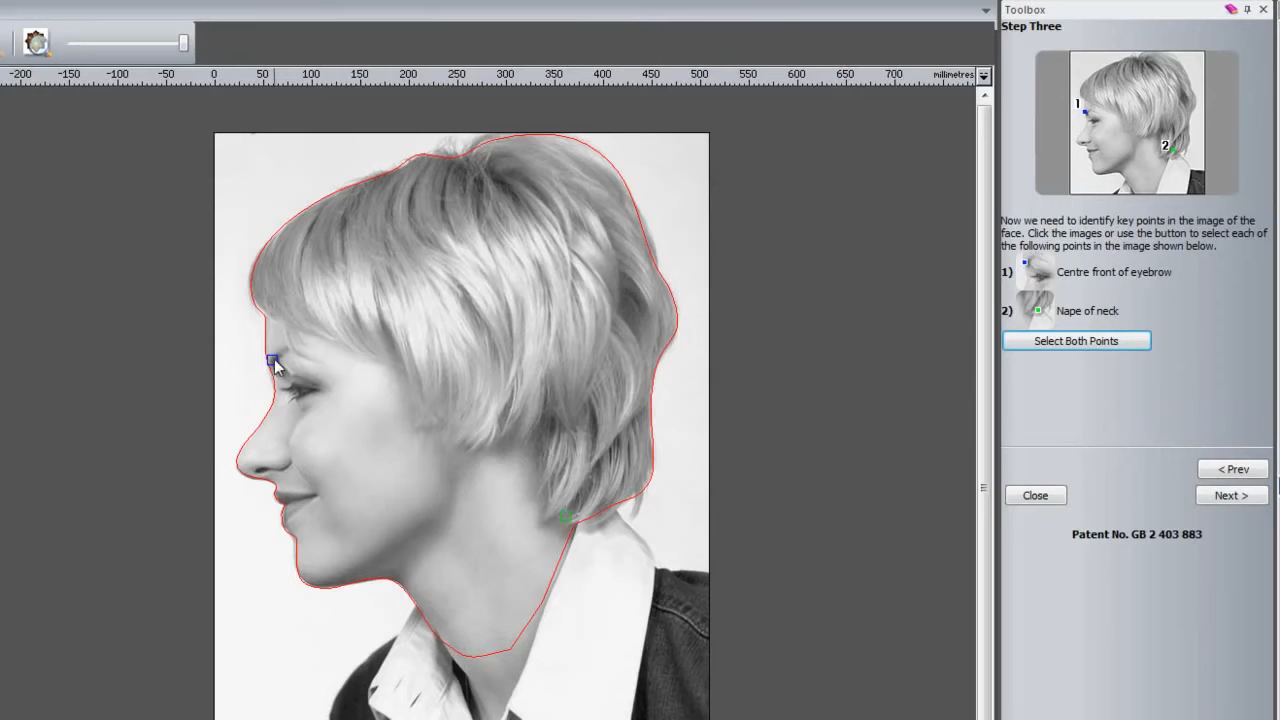 Toolbox
Step Three
-200 -150 -100 -50 0 50 100 150 200 250 300 350 400 450 500 550 600 650 700 millimetres
1
2
Now we need to identify key points in the image of the
face. Click the images or use the button to select each of
the following points in the image shown below.
1) Centre front of eyebrow
2) Nape of neck
Select Both Points
< Prev
Close Next >
Patent No. GB 2 403 883